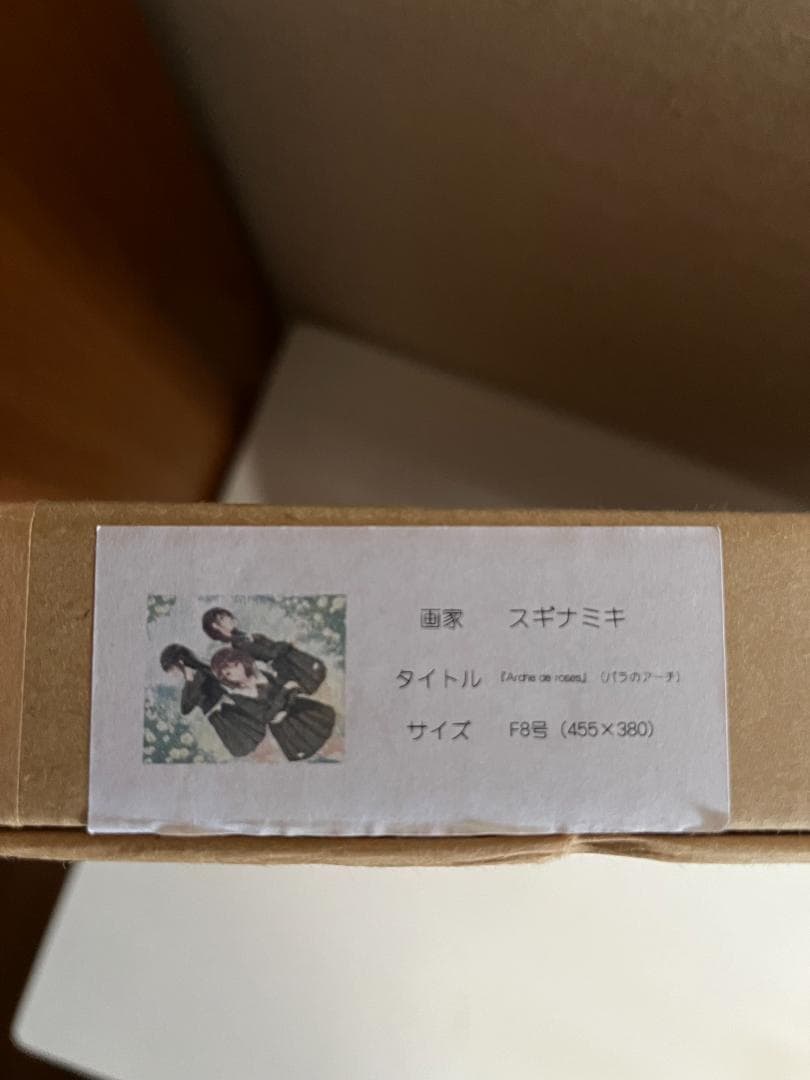 画家 スギナミキ
タイトル 『Arche de roses』 (バラのアーチ)
サイズ F8号 (455×380)